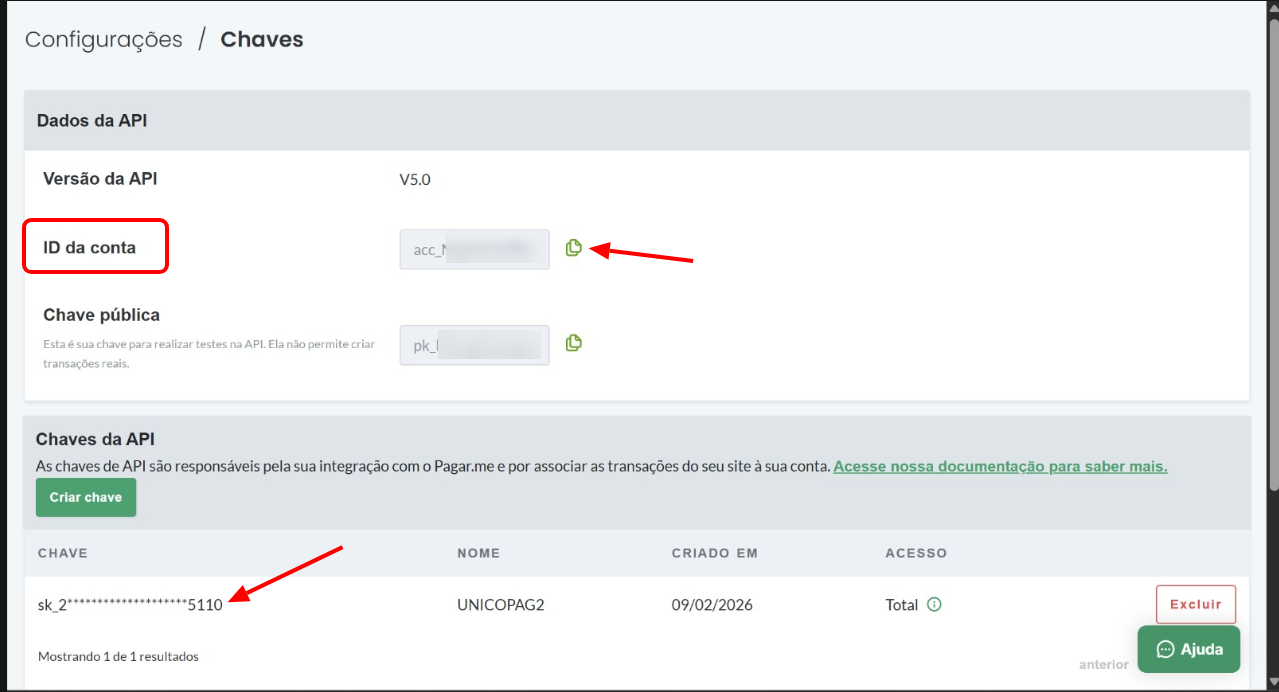 Configurações / Chaves
Dados da API
Versão da API V5.0
ID da conta acc_
Chave pública
Esta é sua chave para realizar testes na API. Ela não permite criar
transações reais.
pk_
Chaves da API
As chaves de API são responsáveis pela sua integração com o Pagar.me e por associar as transações do seu site à sua conta. Acesse nossa documentação para saber mais.
Criar chave
CHAVE NOME CRIADO EM ACESSO
sk_2********************5110 UNICOPAG2 09/02/2026 Total Excluir
Mostrando 1 de 1 resultados
anterior
Ajuda